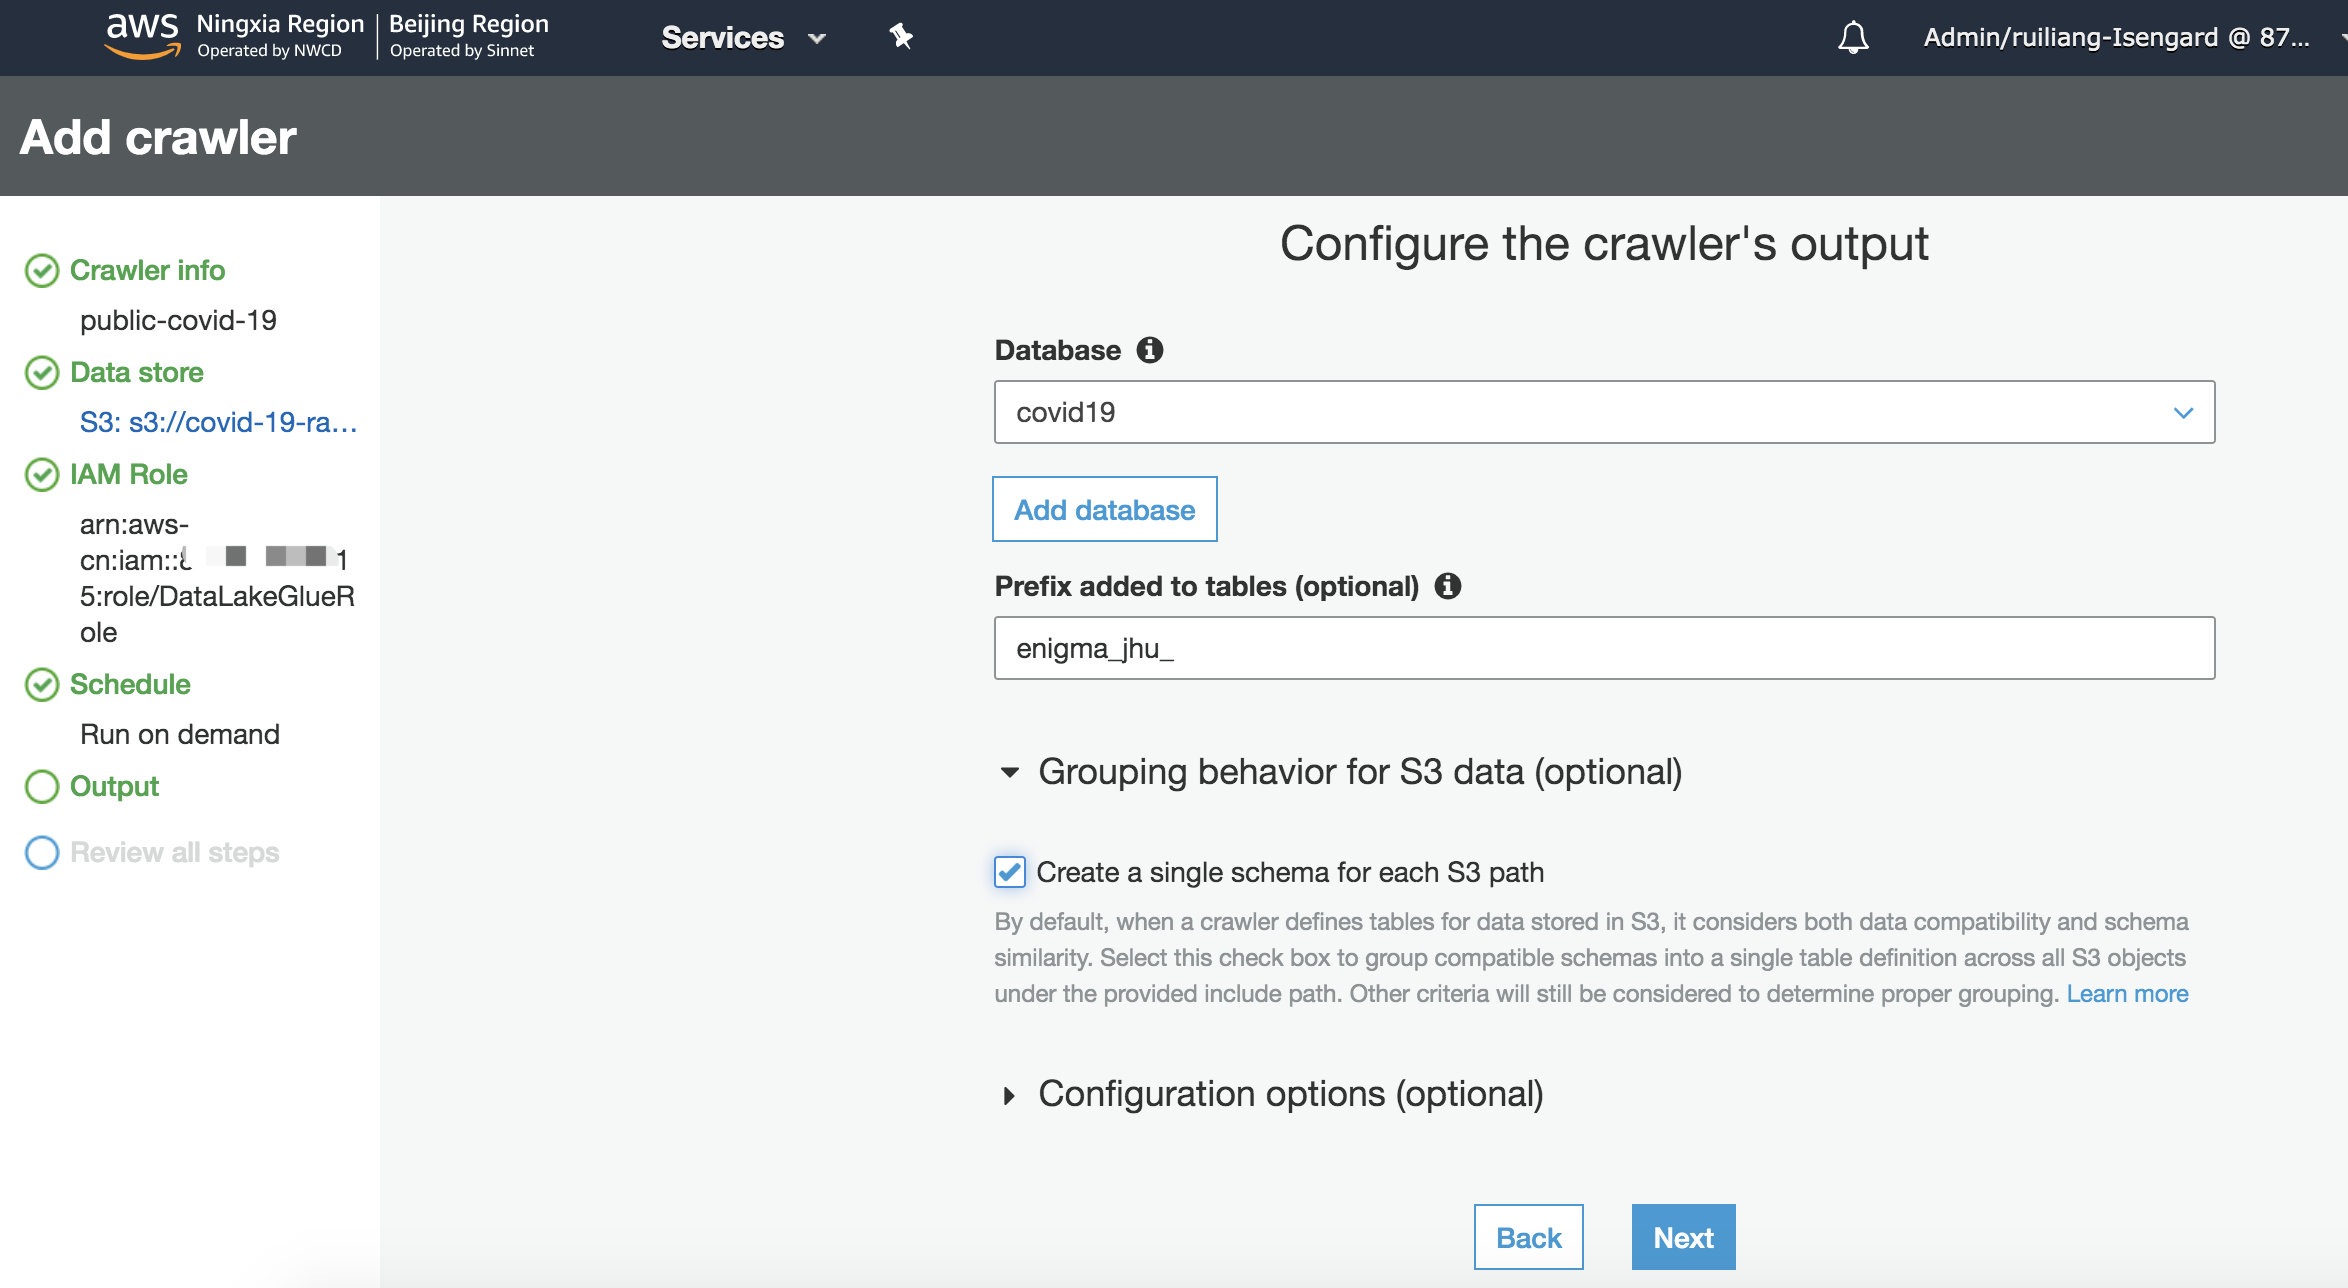 aws
Ningxia Region
Operated by NWCD
Beijing Region
Operated by Sinnet
Services
Admin/ruiliang-Isengard @ 87...
Add crawler
Crawler info
public-covid-19
Data store
S3: s3://covid-19-ra...
IAM Role
arn:aws-
cn:iam::
5:role/DataLakeGlueR
ole
Schedule
Run on demand
Output
Review all steps
Configure the crawler's output
Database
covid19
Add database
Prefix added to tables (optional)
enigma_jhu_
Grouping behavior for S3 data (optional)
Create a single schema for each S3 path
By default, when a crawler defines tables for data stored in S3, it considers both data compatibility and schema
similarity. Select this check box to group compatible schemas into a single table definition across all S3 objects
under the provided include path. Other criteria will still be considered to determine proper grouping. Learn more
Configuration options (optional)
Back
Next